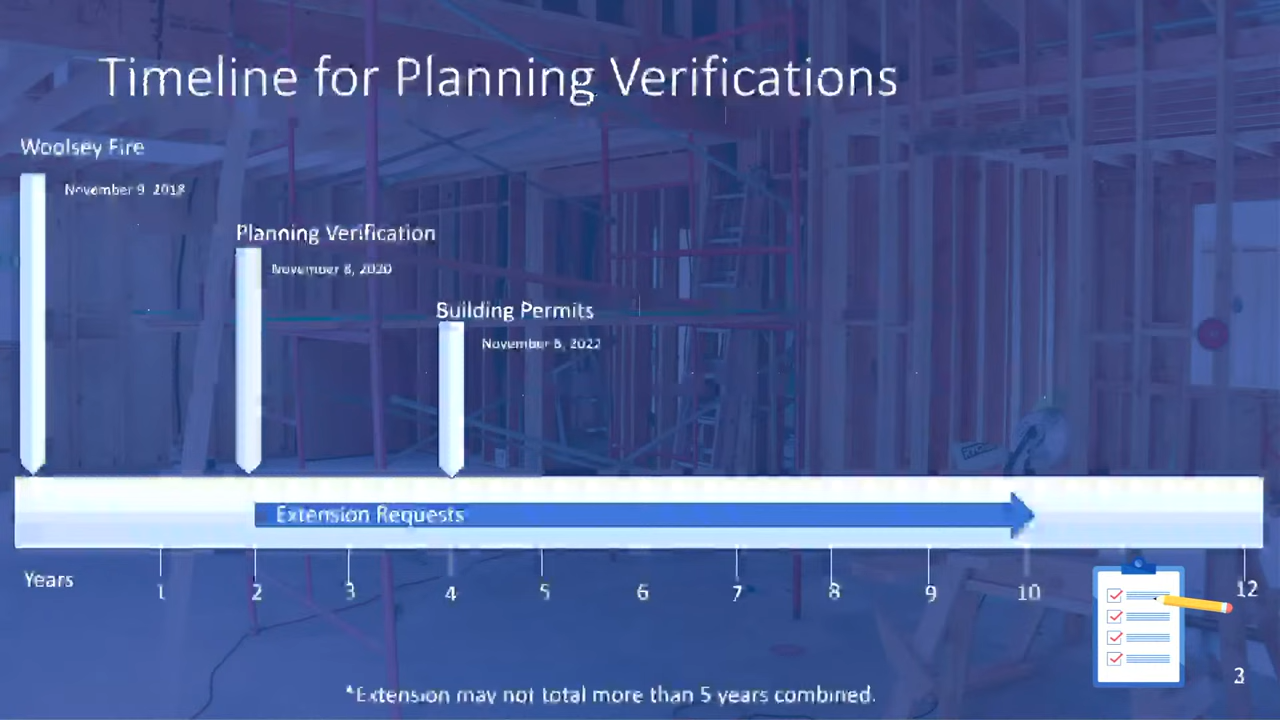 Timeline for Planning Verifications
Woolsey Fire
November 9 2018
Planning Verification
November 8, 2020
Building Permits
November 8, 2022
Extension Requests
Years
1 2 3 4 5 6 7 8 9 10 12
*Extension may not total more than 5 years combined.
3